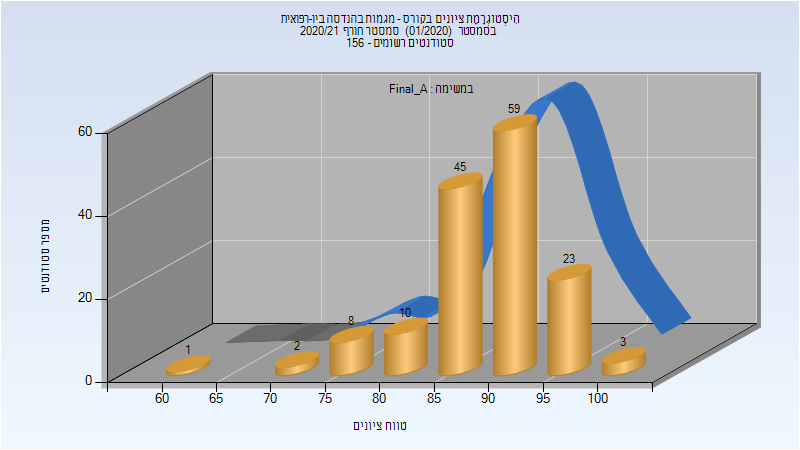 היסטוגרמת ציונים בקורס - מגמות בהנדסה ביו-רפואית
בסמסטר (01/2020) סמסטר חורף 2020/21
סטודנטים רשומים - 156
במשימה : Final_A
מספר סטודנטים
60
40
20
0
1
2
8
10
45
59
23
3
60 65 70 75 80 85 90 95 100
טווח ציונים